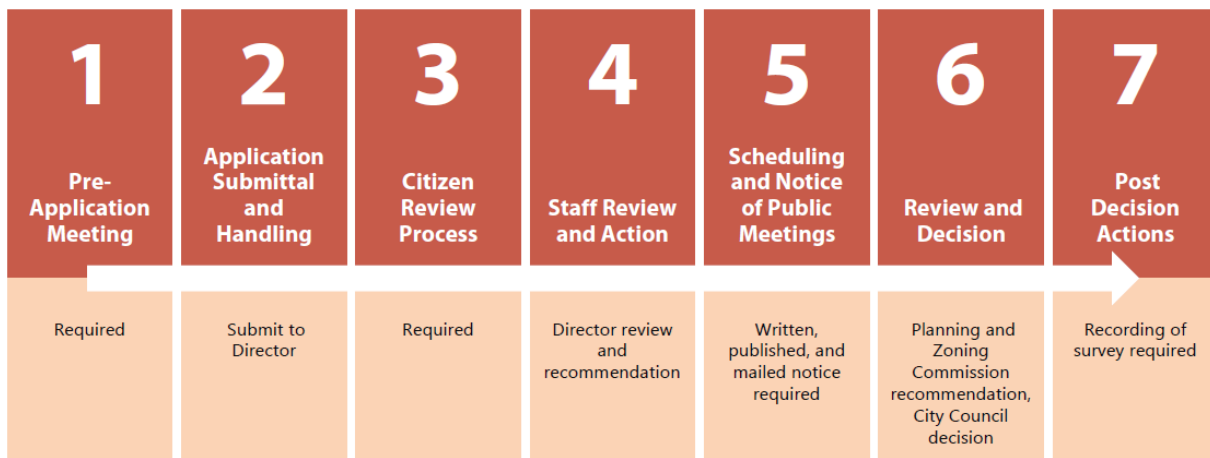 1
Pre-
Application
Meeting
Required
2
Application
Submittal
and
Handling
Submit to
Director
3
Citizen
Review
Process
Required
4
Staff Review
and Action
Director review
and
recommendation
5
Scheduling
and Notice
of Public
Meetings
Written,
published, and
mailed notice
required
6
Review and
Decision
Planning and
Zoning
Commission
recommendation,
City Council
decision
7
Post
Decision
Actions
Recording of
survey required